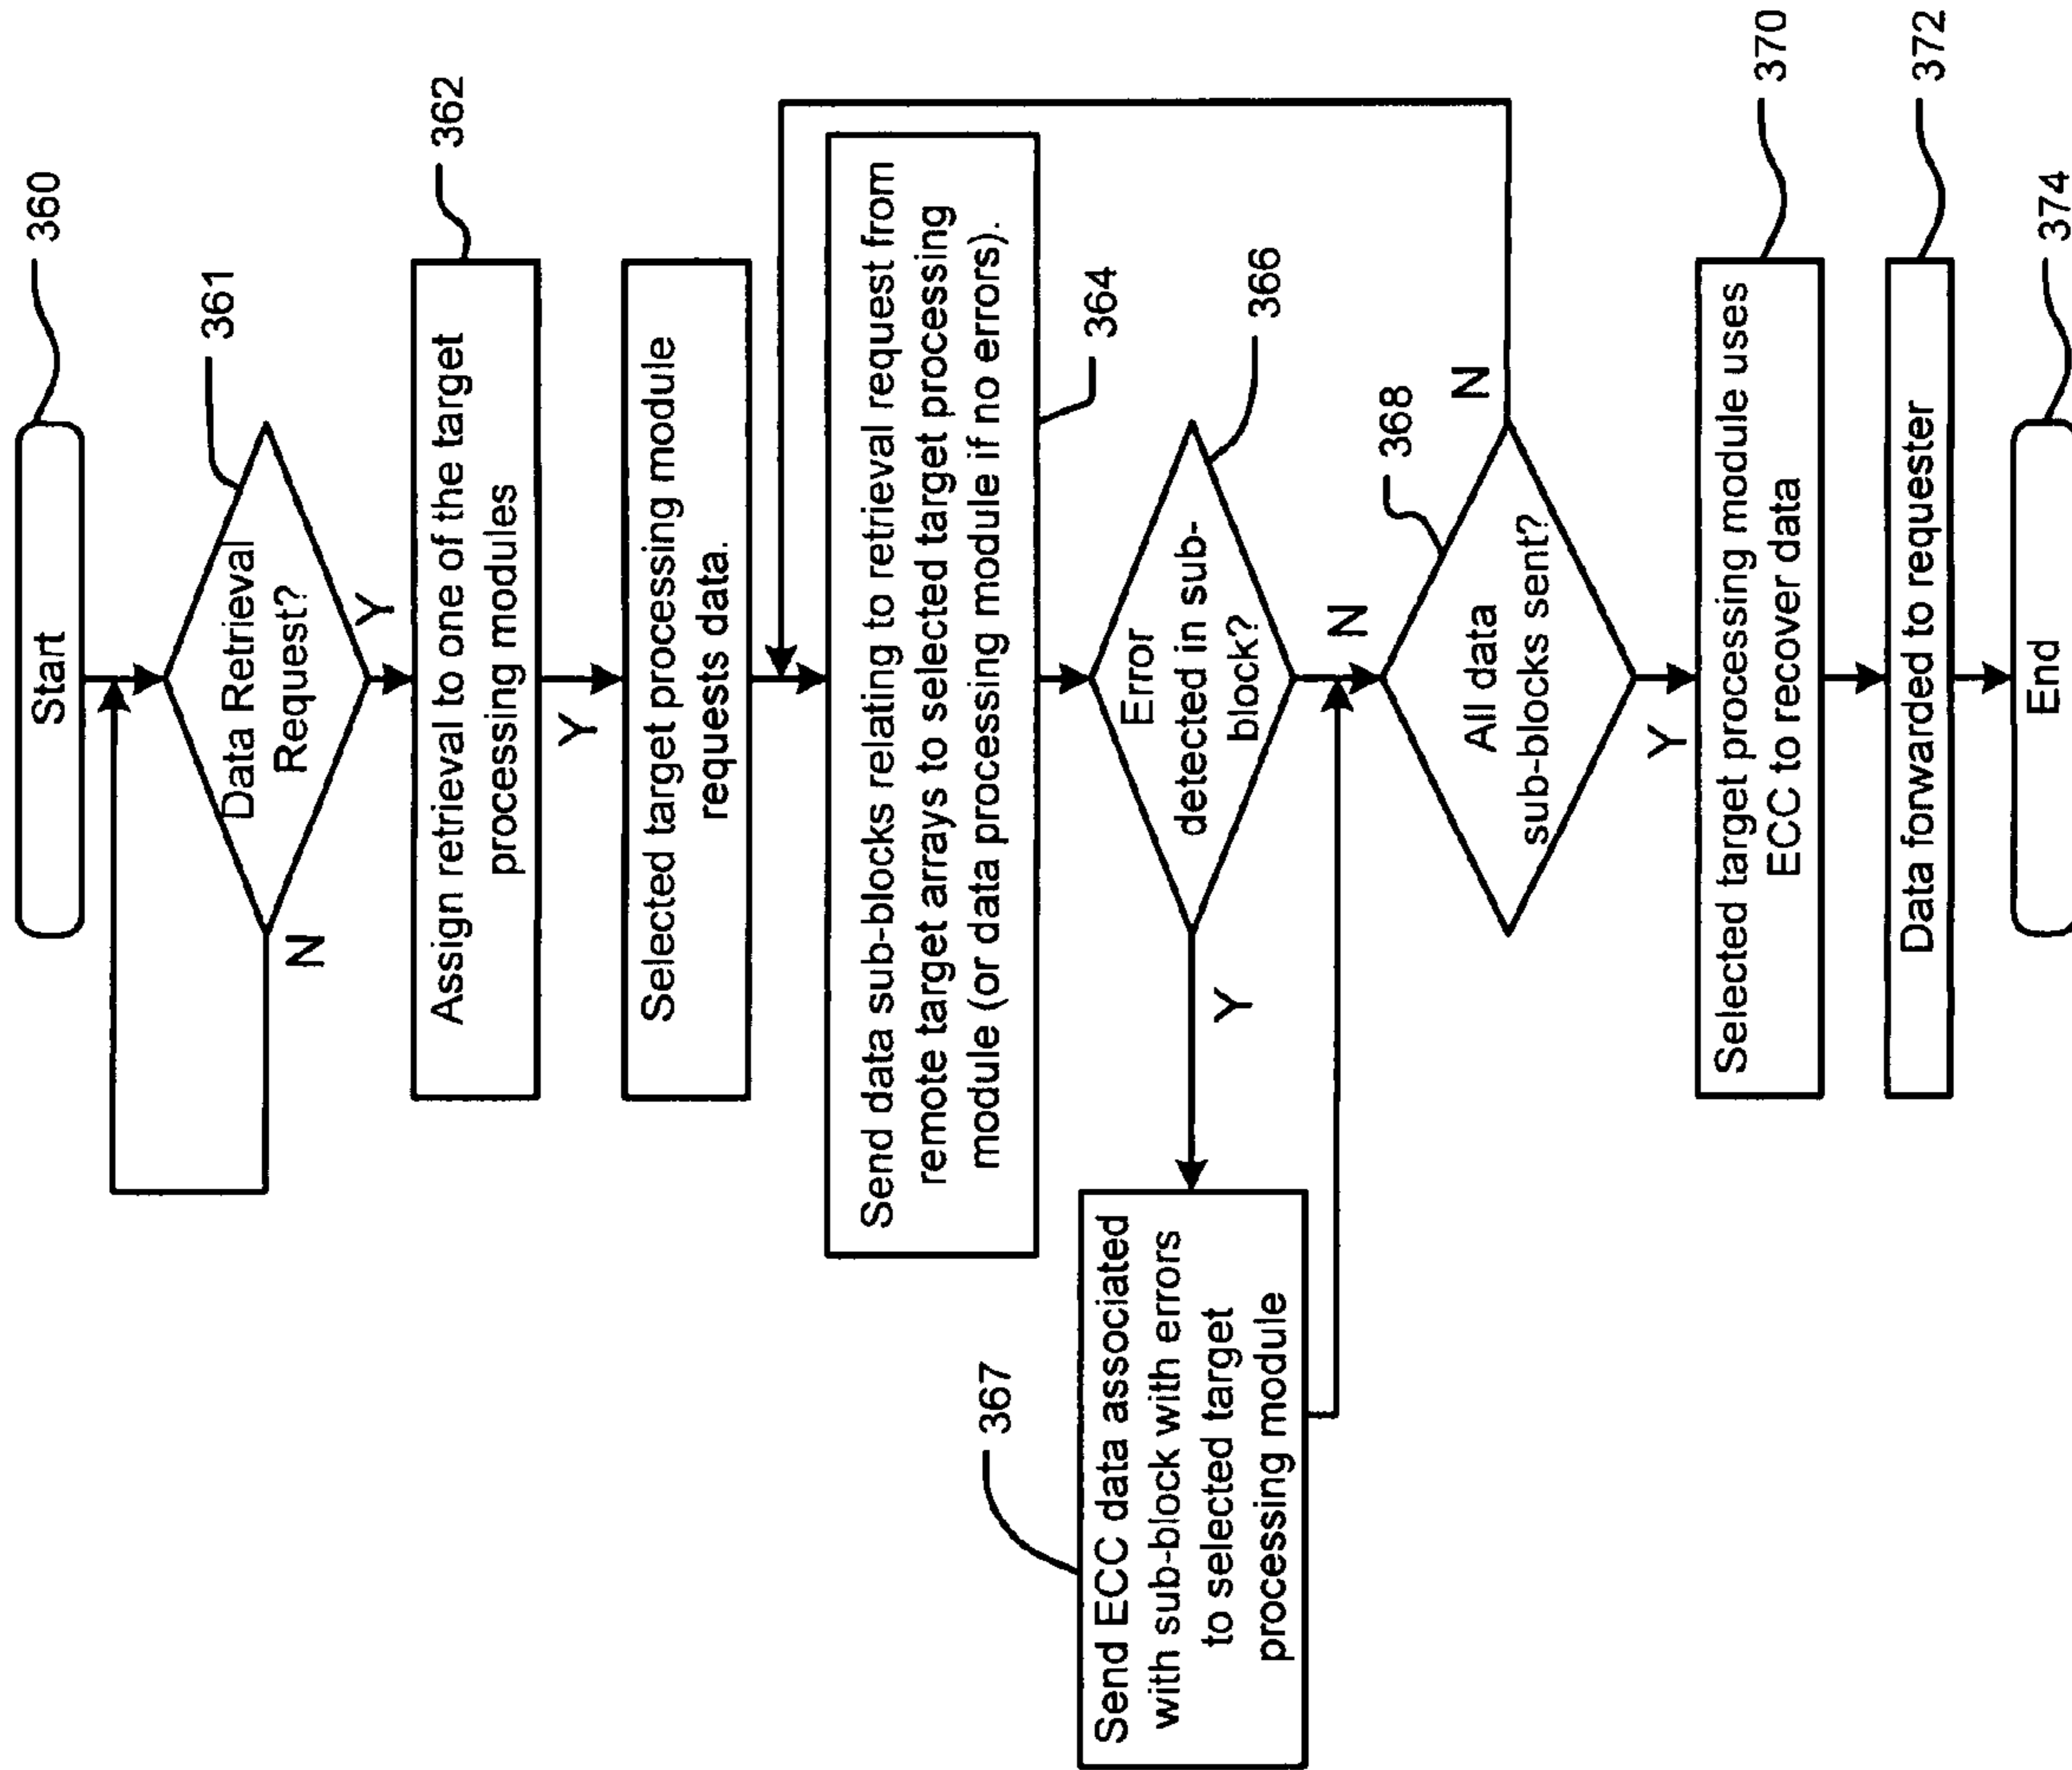 Start
360
Data Retrieval
Request?
361
N
Y
Assign retrieval to one of the target
processing modules
362
Y
Selected target processing module
requests data.
Send data sub-blocks relating to retrieval request from
remote target arrays to selected target processing
module (or data processing module if no errors).
364
Error
detected in sub-
block?
366
Y
N
Send ECC data associated
with sub-block with errors
to selected target
processing module
367
All data
sub-blocks sent?
368
N
Y
Selected target processing module uses
ECC to recover data
370
Data forwarded to requester
372
End
374